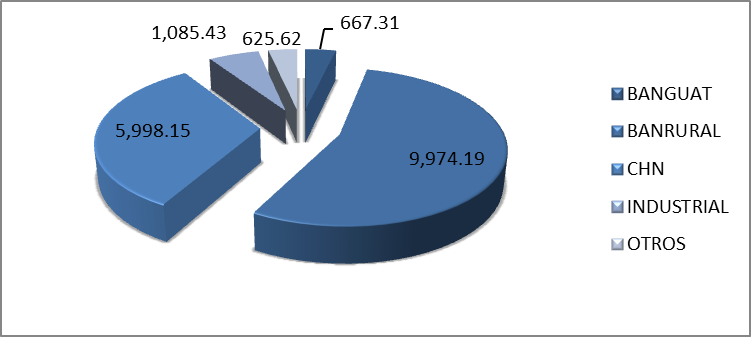 667.31
1,085.43 625.62
5,998.15
9,974.19
BANGUAT
BANRURAL
CHN
INDUSTRIAL
OTROS